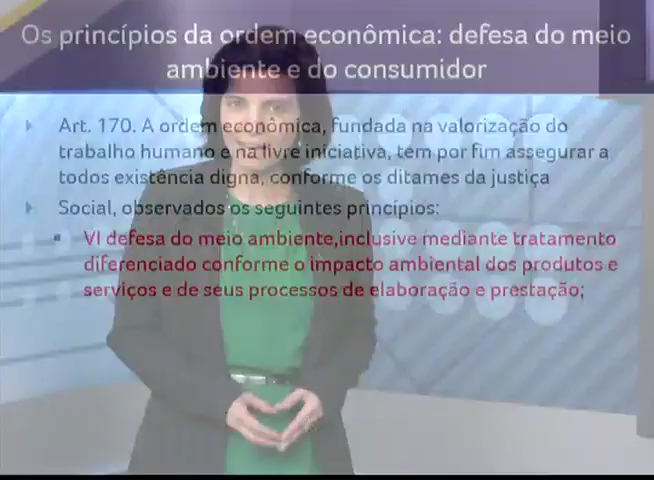 Os princípios da ordem econômica: defesa do meio
ambiente e do consumidor
Art. 170. A ordem econômica, fundada na valorização do
trabalho humano e na livre iniciativa, tem por fim assegurar a
todos existência digna, conforme os ditames da justiça
Social, observados os seguintes princípios:
VI defesa do meio ambiente,inclusive mediante tratamento
diferenciado conforme o impacto ambiental dos produtos e
serviços e de seus processos de elaboração e prestação;